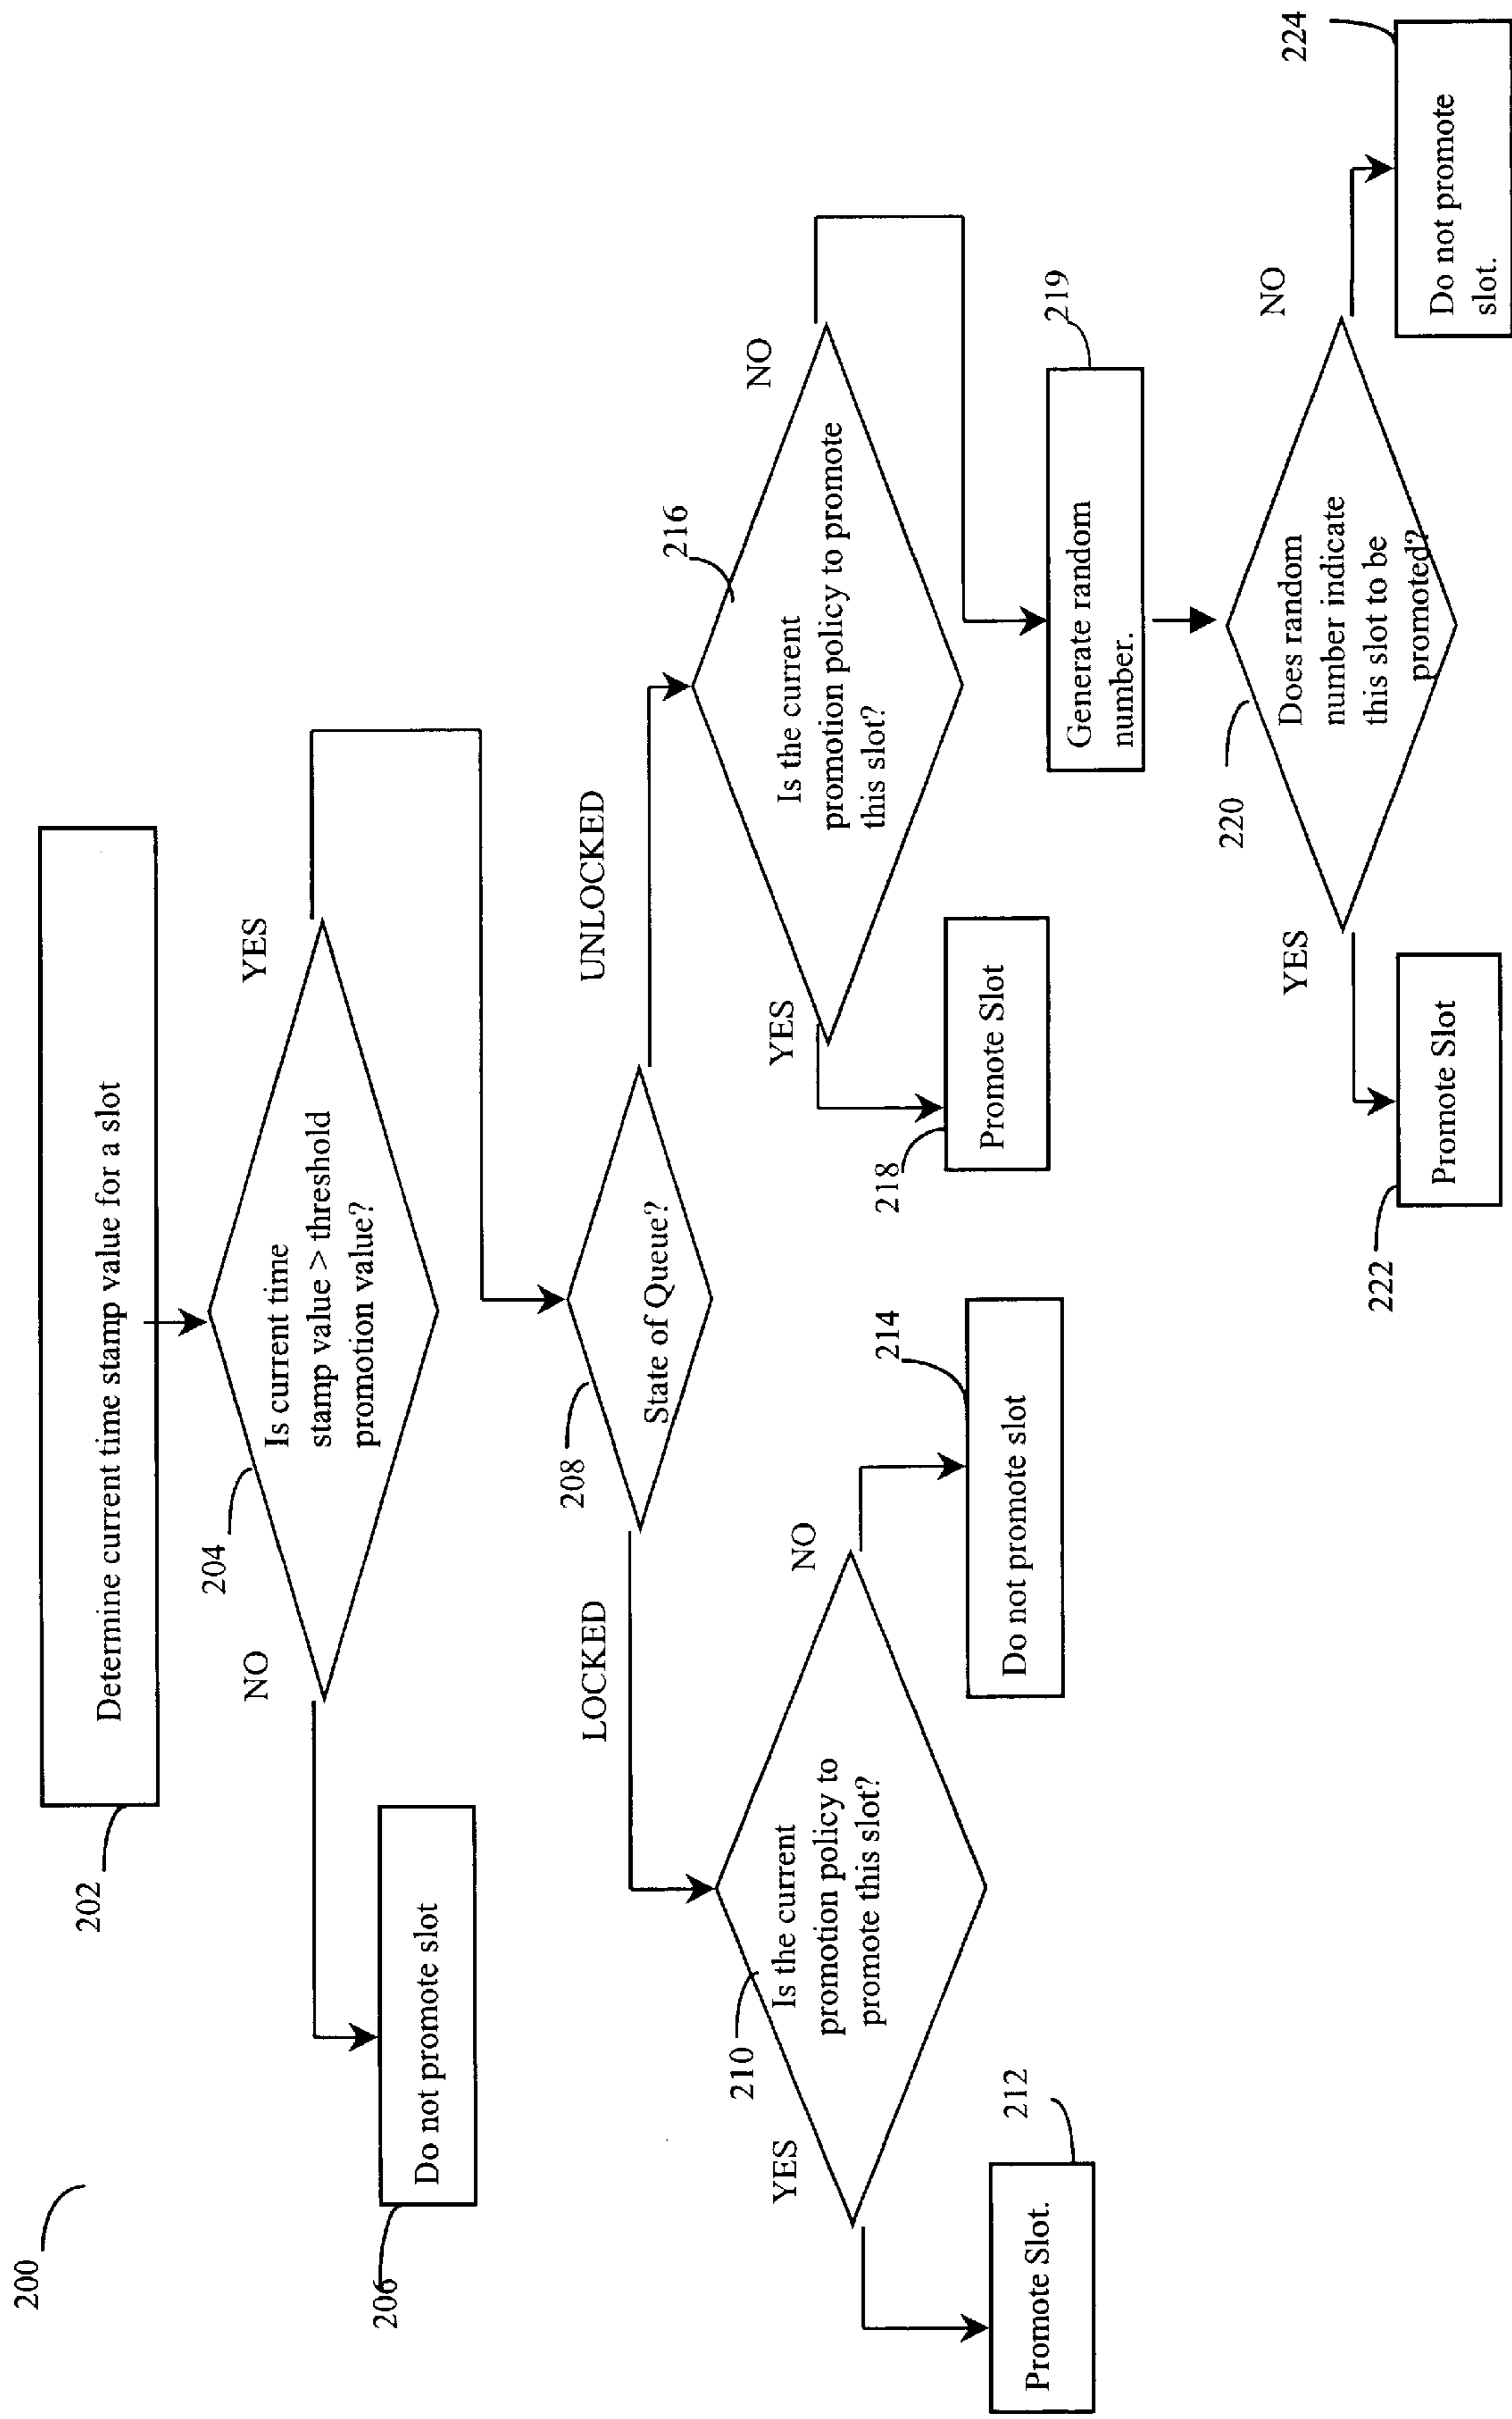 200
202
Determine current time stamp value for a slot
204
Is current time
stamp value > threshold
promotion value?
NO
YES
206
Do not promote slot
208
State of Queue?
LOCKED
UNLOCKED
210
Is the current
promotion policy to
promote this slot?
YES
NO
212
Promote Slot.
214
Do not promote slot
216
Is the current
promotion policy to promote
this slot?
YES
NO
218
Promote Slot
219
Generate random
number.
220
Does random
number indicate
this slot to be
promoted?
YES
NO
222
Promote Slot
224
Do not promote
slot.